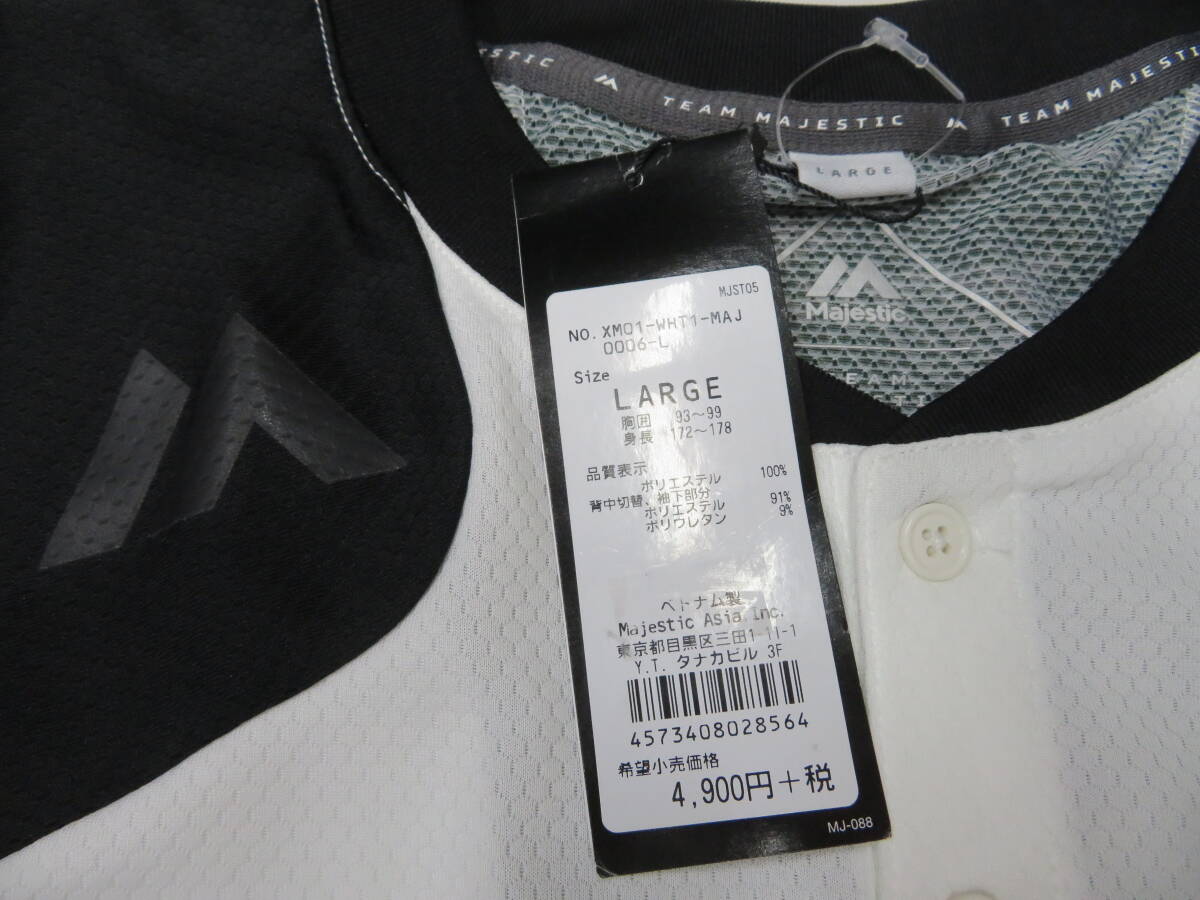 STIC TEAM MAJESTIC TEAM MAJESTI
LARGE
Majestic
MJST05
NO. XM01-WHT1-MAJ
0006-L
Size
LARGE
胸囲 93～99
身長 172～178
品質表示
ポリエステル 100%
背中切替、袖下部分
ポリエステル 91%
ポリウレタン 9%
ベトナム製
Majestic Asia Inc.
東京都目黒区三田1-11-1
Y.T. タナカビル 3F
4573408028564
希望小売価格
4,900円+税
MJ-088